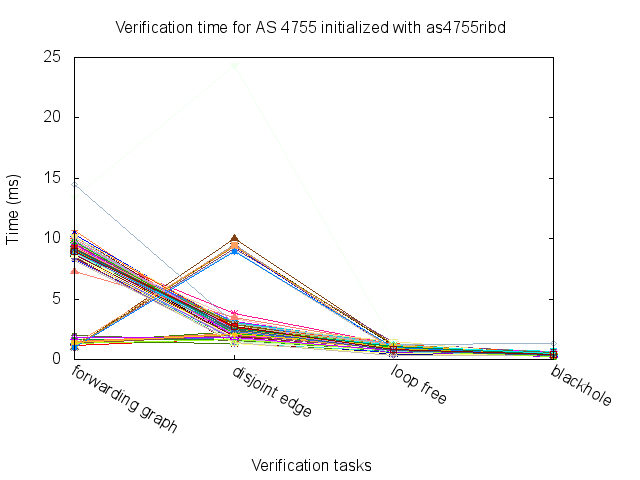 Verification time for AS 4755 initialized with as4755ribd
25
20
15
10
5
0
Time (ms)
forwarding graph
disjoint edge
loop free
blackhole
Verification tasks